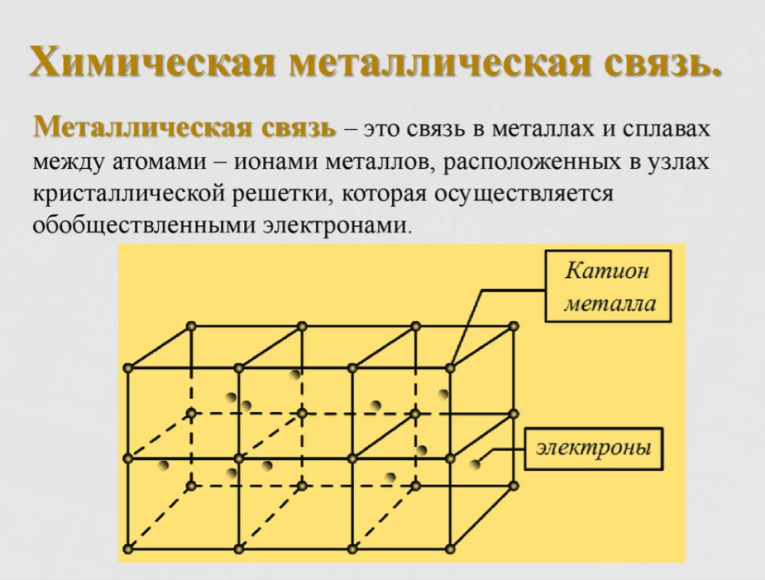 Химическая металлическая связь.
Металлическая связь – это связь в металлах и сплавах
между атомами – ионами металлов, расположенных в узлах
кристаллической решетки, которая осуществляется
обобществленными электронами.
Катион
металла
электроны